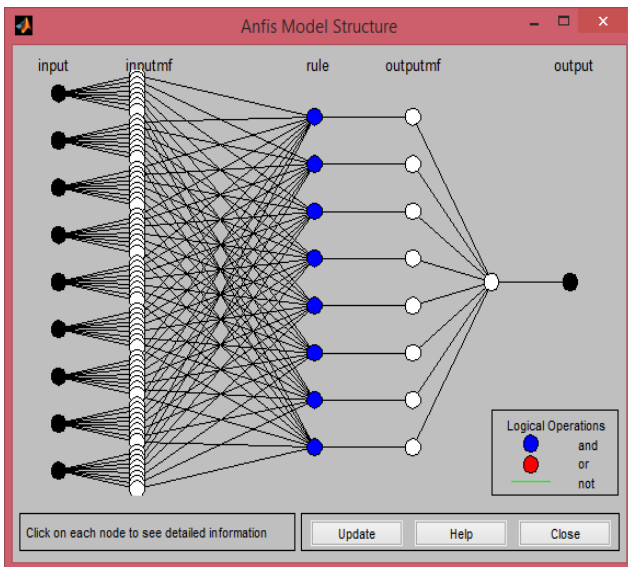 Anfis Model Structure
input inputmf rule outputmf output
Logical Operations
and
or
not
Click on each node to see detailed information
Update Help Close